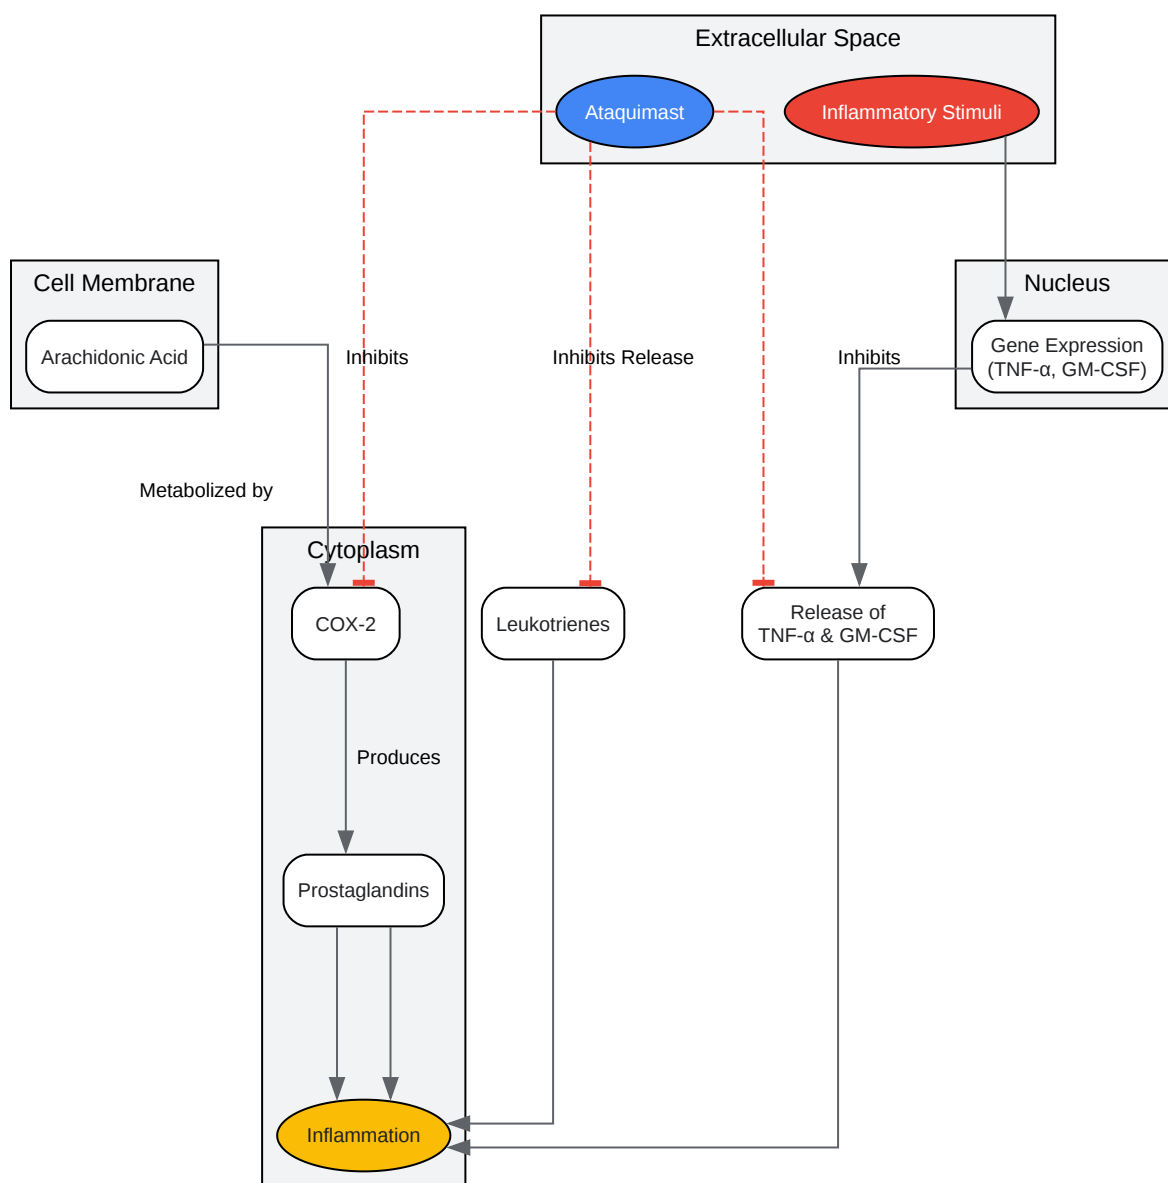 Extracellular Space
Ataquimast
Inflammatory Stimuli
Cell Membrane
Arachidonic Acid
Nucleus
Gene Expression
(TNF-α, GM-CSF)
Inhibits
Inhibits Release
Inhibits
Metabolized by
Cytoplasm
COX-2
Leukotrienes
Release of
TNF-α & GM-CSF
Produces
Prostaglandins
Inflammation